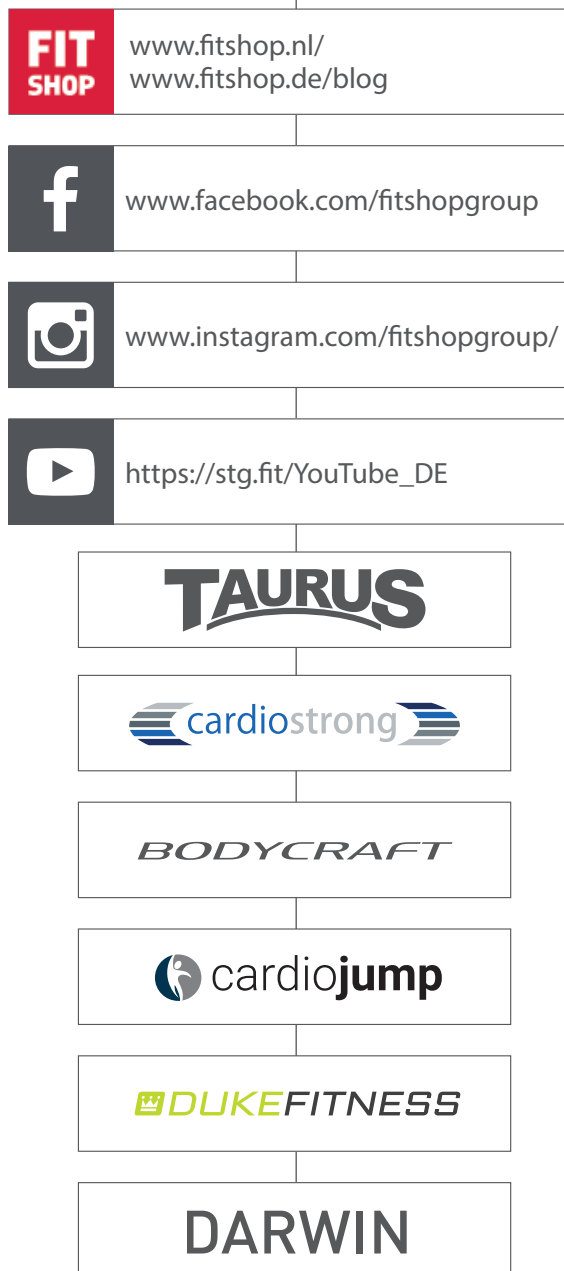 FIT
SHOP
www.fitshop.nl/
www.fitshop.de/blog
f
www.facebook.com/fitshopgroup
www.instagram.com/fitshopgroup/
https://stg.fit/YouTube_DE
TAURUS
cardiostrong
BODYCRAFT
cardiojump
DUKEFITNESS
DARWIN